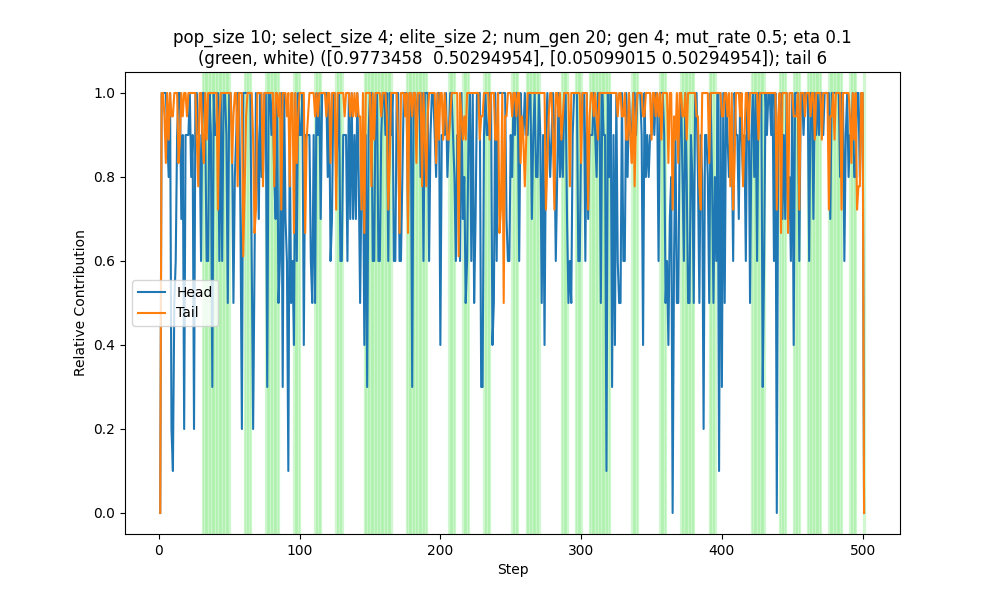 pop_size 10; select_size 4; elite_size 2; num_gen 20; gen 4; mut_rate 0.5; eta 0.1
(green, white) ([0.9773458  0.50294954], [0.05099015 0.50294954]); tail 6
1.0
0.8
0.6
0.4
0.2
0.0
Relative Contribution
Head
Tail
0
100
200
300
400
500
Step